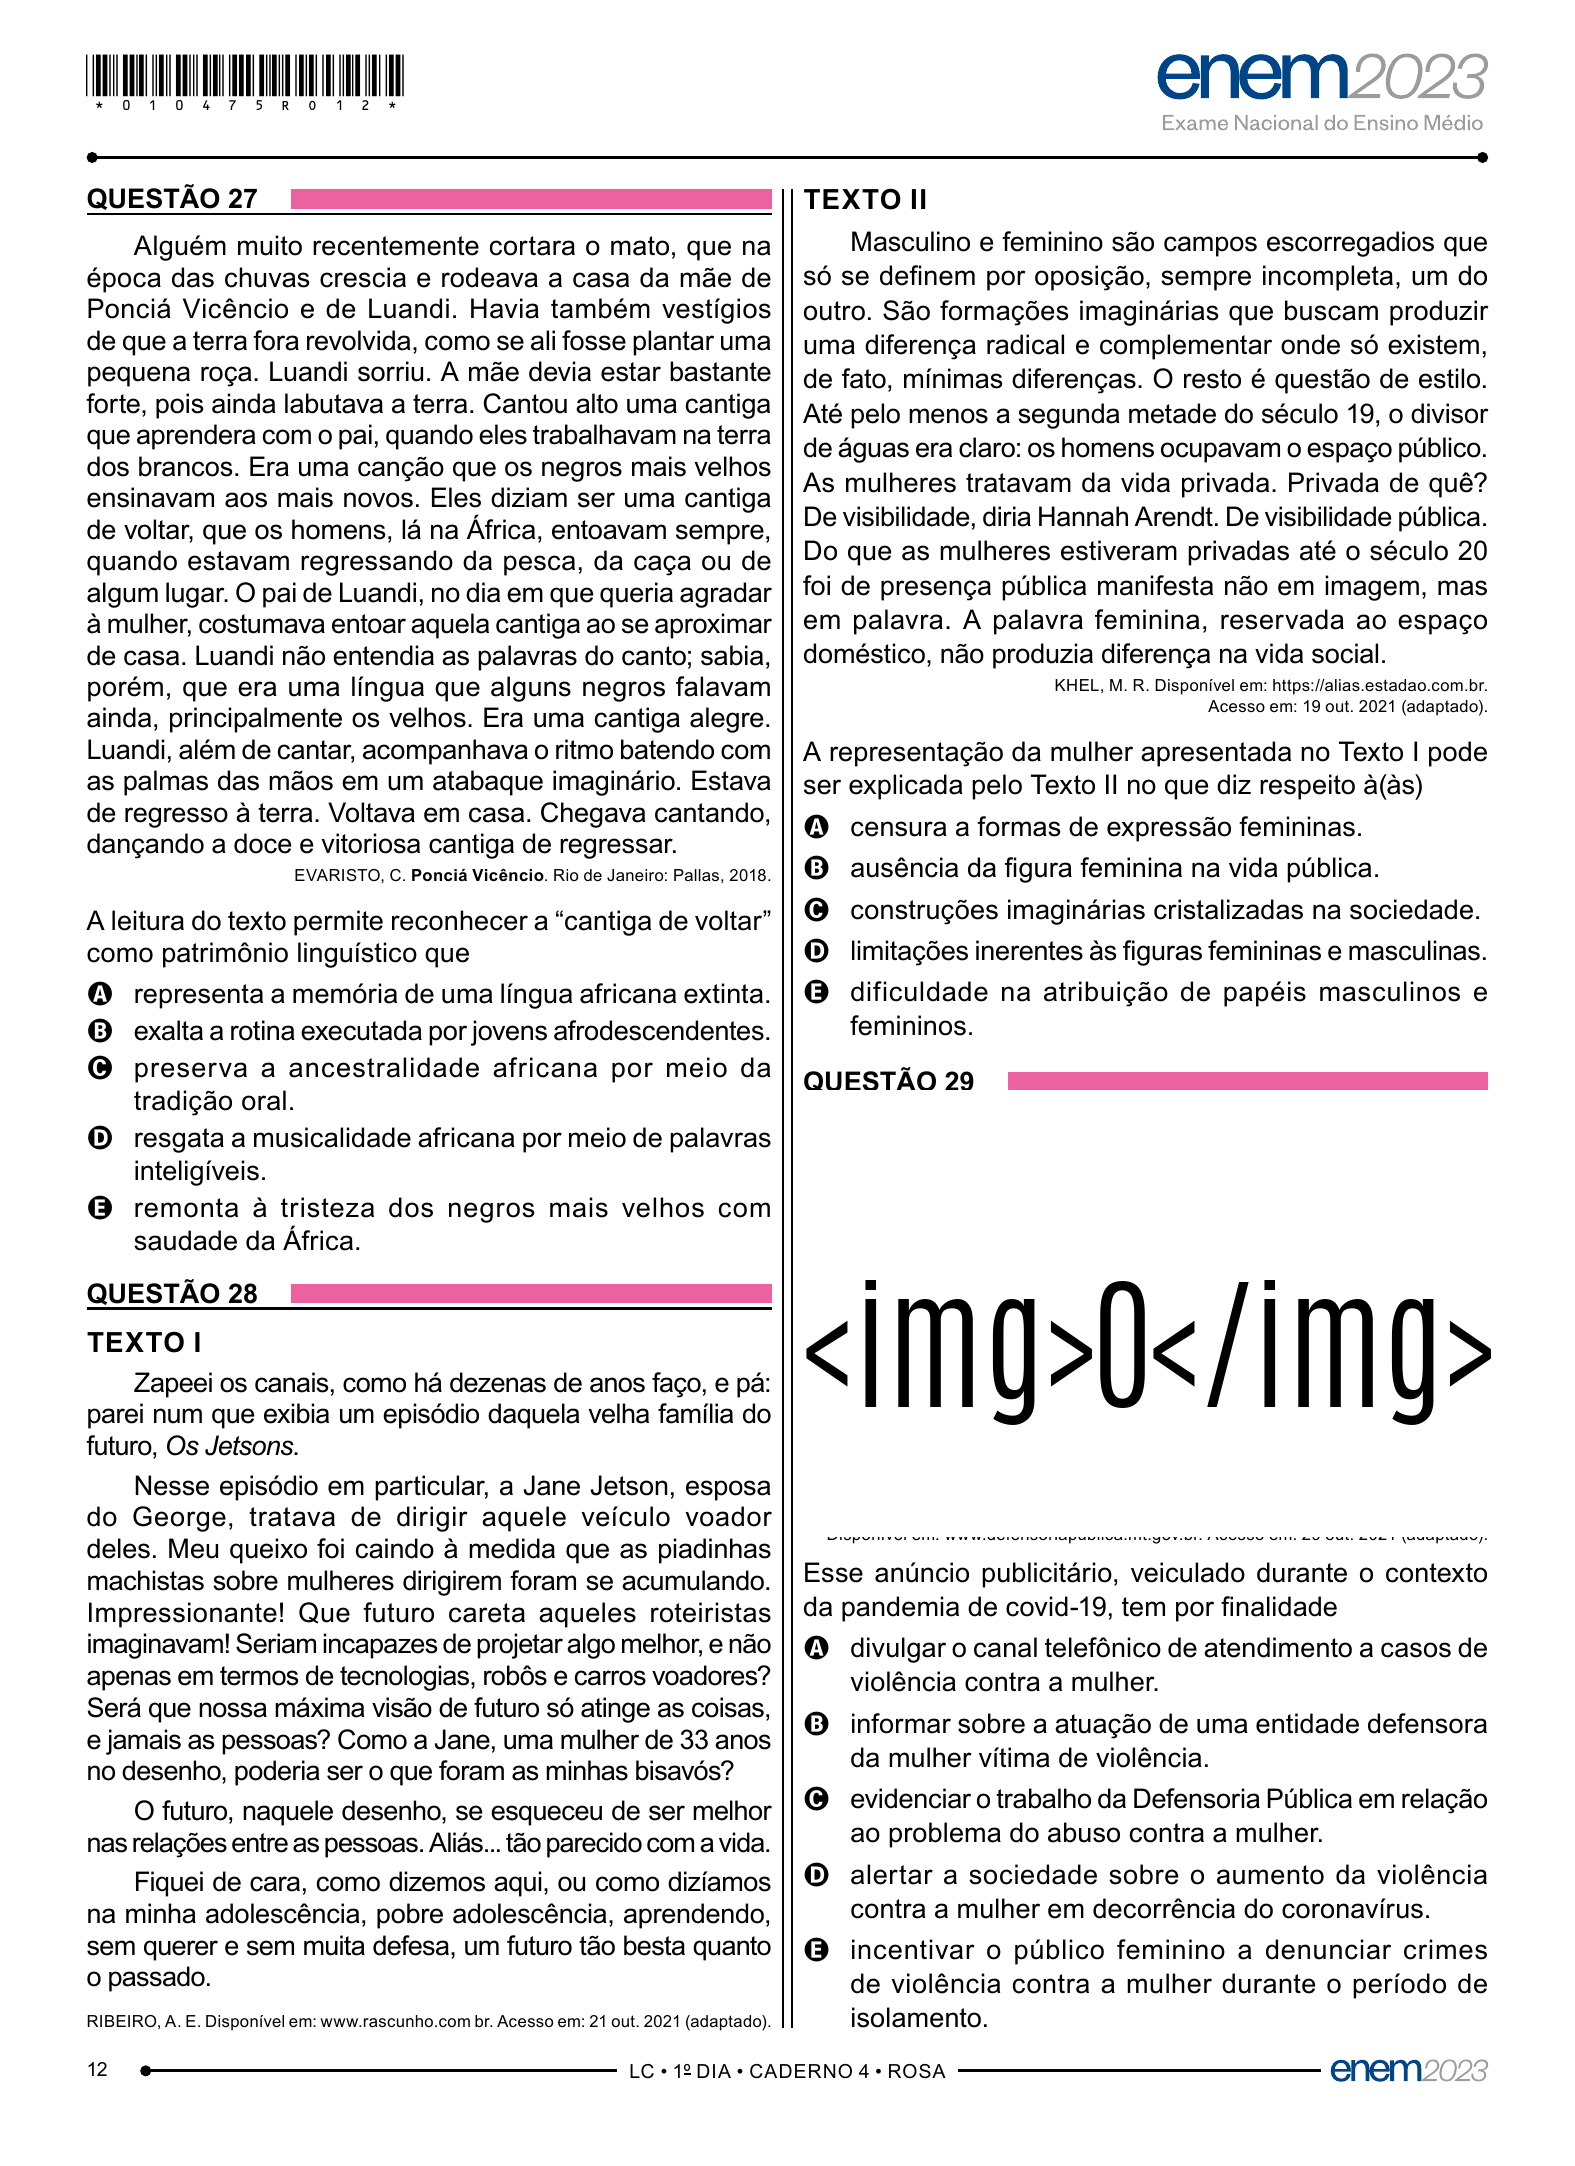 *010475R012*
enem2023
Exame Nacional do Ensino Médio
QUESTÃO 27
Alguém muito recentemente cortara o mato, que na
época das chuvas crescia e rodeava a casa da mãe de
Ponciá Vicêncio e de Luandi. Havia também vestígios
de que a terra fora revolvida, como se ali fosse plantar uma
pequena roça. Luandi sorriu. A mãe devia estar bastante
forte, pois ainda labutava a terra. Cantou alto uma cantiga
que aprendera com o pai, quando eles trabalhavam na terra
dos brancos. Era uma canção que os negros mais velhos
ensinavam aos mais novos. Eles diziam ser uma cantiga
de voltar, que os homens, lá na África, entoavam sempre,
quando estavam regressando da pesca, da caça ou de
algum lugar. O pai de Luandi, no dia em que queria agradar
à mulher, costumava entoar aquela cantiga ao se aproximar
de casa. Luandi não entendia as palavras do canto; sabia,
porém, que era uma língua que alguns negros falavam
ainda, principalmente os velhos. Era uma cantiga alegre.
Luandi, além de cantar, acompanhava o ritmo batendo com
as palmas das mãos em um atabaque imaginário. Estava
de regresso à terra. Voltava em casa. Chegava cantando,
dançando a doce e vitoriosa cantiga de regressar.
EVARISTO, C. Ponciá Vicêncio. Rio de Janeiro: Pallas, 2018.
A leitura do texto permite reconhecer a “cantiga de voltar”
como patrimônio linguístico que
A representa a memória de uma língua africana extinta.
B exalta a rotina executada por jovens afrodescendentes.
C preserva a ancestralidade africana por meio da
tradição oral.
D resgata a musicalidade africana por meio de palavras
inteligíveis.
E remonta à tristeza dos negros mais velhos com
saudade da África.
QUESTÃO 28
TEXTO I
Zapeei os canais, como há dezenas de anos faço, e pá:
parei num que exibia um episódio daquela velha família do
futuro, Os Jetsons.
Nesse episódio em particular, a Jane Jetson, esposa
do George, tratava de dirigir aquele veículo voador
deles. Meu queixo foi caindo à medida que as piadinhas
machistas sobre mulheres dirigirem foram se acumulando.
Impressionante! Que futuro careta aqueles roteiristas
imaginavam! Seriam incapazes de projetar algo melhor, e não
apenas em termos de tecnologias, robôs e carros voadores?
Será que nossa máxima visão de futuro só atinge as coisas,
e jamais as pessoas? Como a Jane, uma mulher de 33 anos
no desenho, poderia ser o que foram as minhas bisavós?
O futuro, naquele desenho, se esqueceu de ser melhor
nas relações entre as pessoas. Aliás... tão parecido com a vida.
Fiquei de cara, como dizemos aqui, ou como dizíamos
na minha adolescência, pobre adolescência, aprendendo,
sem querer e sem muita defesa, um futuro tão besta quanto
o passado.
RIBEIRO, A. E. Disponível em: www.rascunho.com br. Acesso em: 21 out. 2021 (adaptado).
TEXTO II
Masculino e feminino são campos escorregadios que
só se definem por oposição, sempre incompleta, um do
outro. São formações imaginárias que buscam produzir
uma diferença radical e complementar onde só existem,
de fato, mínimas diferenças. O resto é questão de estilo.
Até pelo menos a segunda metade do século 19, o divisor
de águas era claro: os homens ocupavam o espaço público.
As mulheres tratavam da vida privada. Privada de quê?
De visibilidade, diria Hannah Arendt. De visibilidade pública.
Do que as mulheres estiveram privadas até o século 20
foi de presença pública manifesta não em imagem, mas
em palavra. A palavra feminina, reservada ao espaço
doméstico, não produzia diferença na vida social.
KHEL, M. R. Disponível em: https://alias.estadao.com.br.
Acesso em: 19 out. 2021 (adaptado).
A representação da mulher apresentada no Texto I pode
ser explicada pelo Texto II no que diz respeito à(às)
A censura a formas de expressão femininas.
B ausência da figura feminina na vida pública.
C construções imaginárias cristalizadas na sociedade.
D limitações inerentes às figuras femininas e masculinas.
E dificuldade na atribuição de papéis masculinos e
femininos.
QUESTÃO 29
<img>0</img>
Disponível em: www.defensoriapublica.mt.gov.br. Acesso em: 29 out. 2021 (adaptado).
Esse anúncio publicitário, veiculado durante o contexto
da pandemia de covid-19, tem por finalidade
A divulgar o canal telefônico de atendimento a casos de
violência contra a mulher.
B informar sobre a atuação de uma entidade defensora
da mulher vítima de violência.
C evidenciar o trabalho da Defensoria Pública em relação
ao problema do abuso contra a mulher.
D alertar a sociedade sobre o aumento da violência
contra a mulher em decorrência do coronavírus.
E incentivar o público feminino a denunciar crimes
de violência contra a mulher durante o período de
isolamento.
12
LC • 1º DIA • CADERNO 4 • ROSA
enem2023